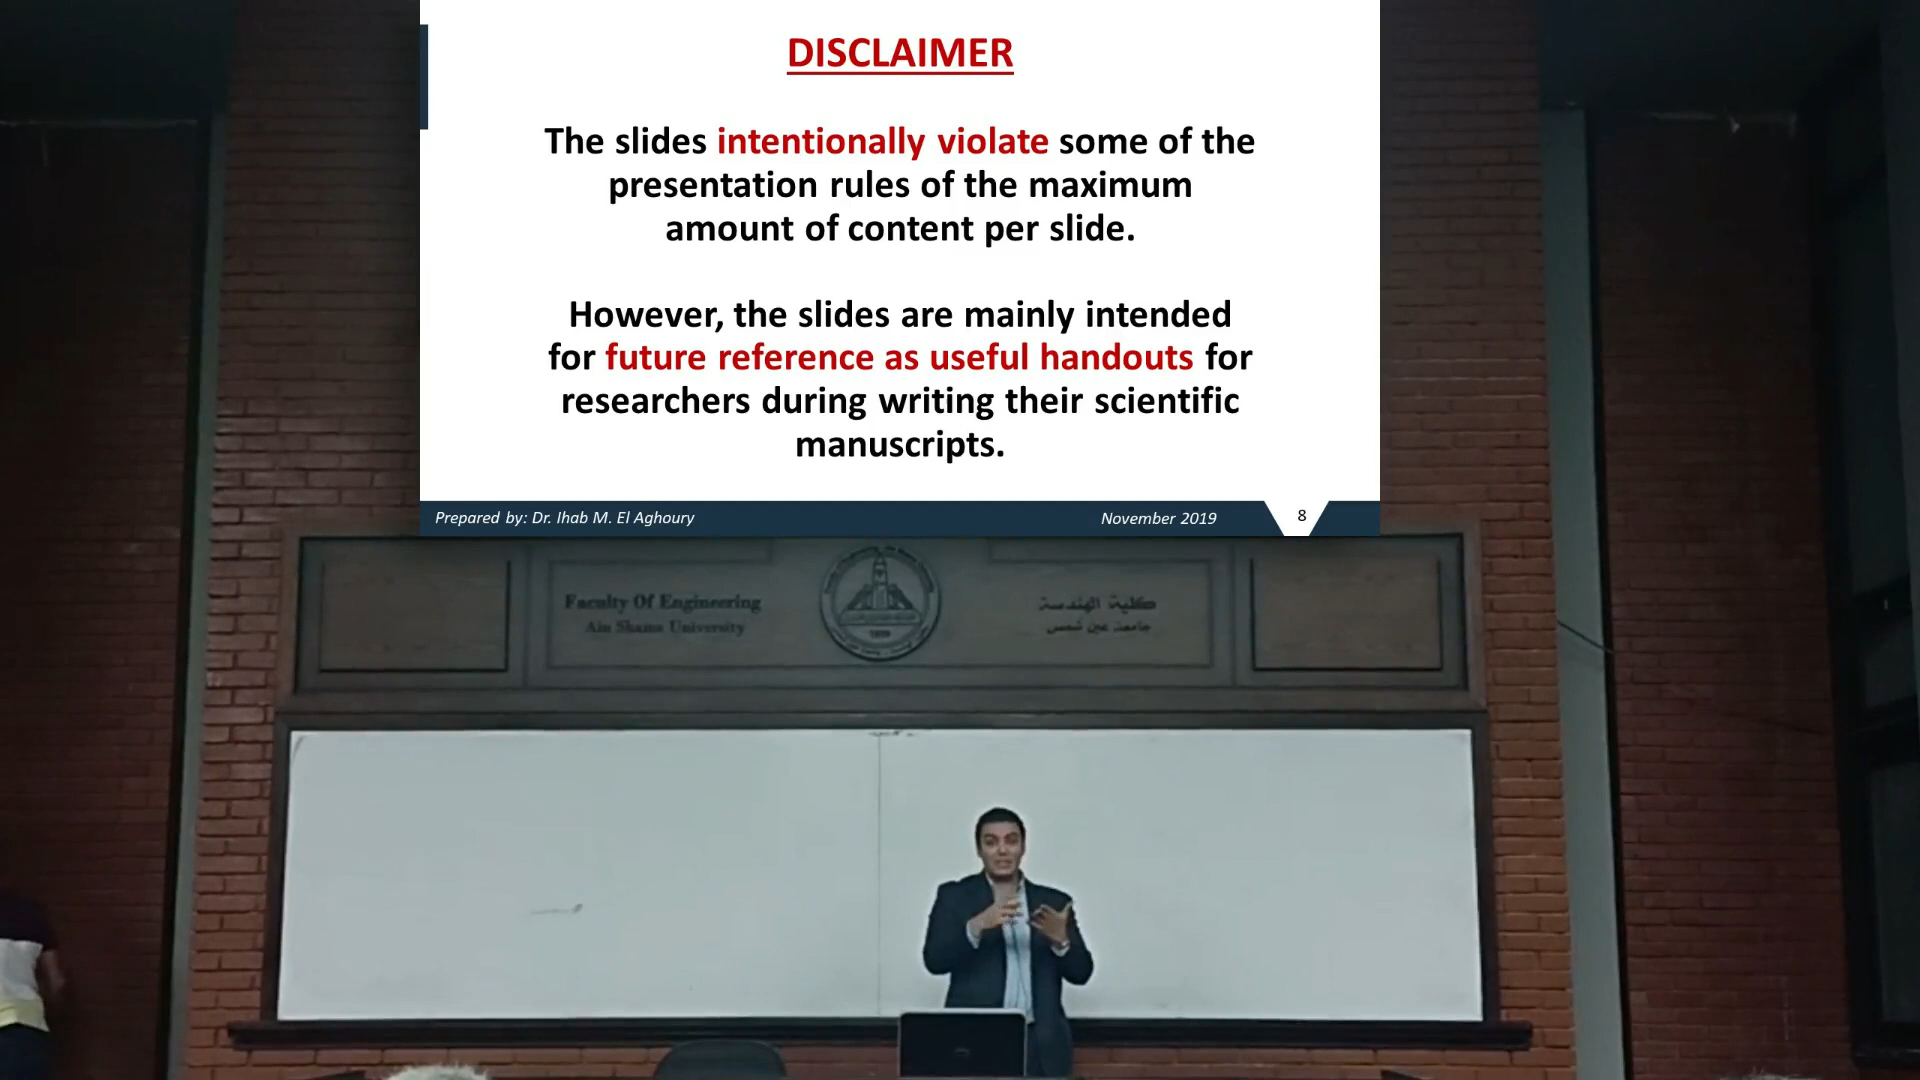 DISCLAIMER
The slides intentionally violate some of the
presentation rules of the maximum
amount of content per slide.
However, the slides are mainly intended
for future reference as useful handouts for
researchers during writing their scientific
manuscripts.
Prepared by: Dr. Ihab M. El Aghoury
November 2019
8
Faculty Of Engineering
Ain Shams University
كلية الهندسة
جامعة عين شمس